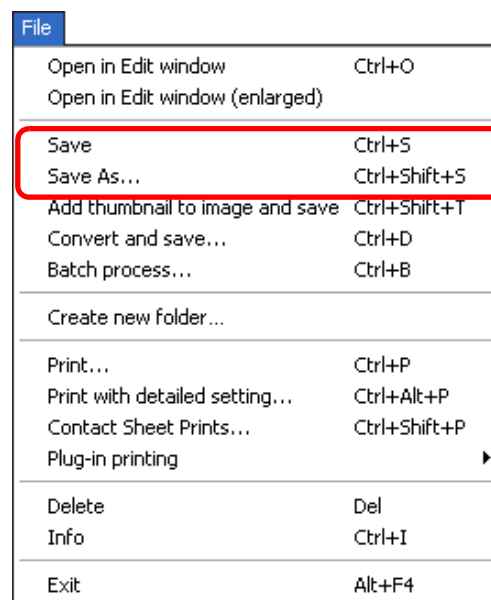 File
Open in Edit window Ctrl+O
Open in Edit window (enlarged)
Save Ctrl+S
Save As... Ctrl+Shift+S
Add thumbnail to image and save Ctrl+Shift+T
Convert and save... Ctrl+D
Batch process... Ctrl+B
Create new folder...
Print... Ctrl+P
Print with detailed setting... Ctrl+Alt+P
Contact Sheet Prints... Ctrl+Shift+P
Plug-in printing
Delete Del
Info Ctrl+I
Exit Alt+F4